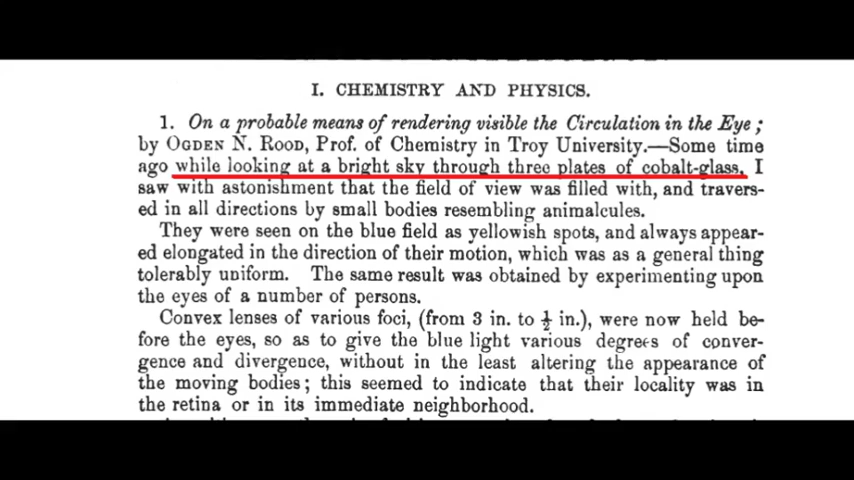 I. CHEMISTRY AND PHYSICS.
1. On a probable means of rendering visible the Circulation in the Eye;
by OGDEN N. ROOD, Prof. of Chemistry in Troy University.—Some time
ago while looking at a bright sky through three plates of cobalt-glass, I
saw with astonishment that the field of view was filled with, and travers-
ed in all directions by small bodies resembling animalcules.
They were seen on the blue field as yellowish spots, and always appear-
ed elongated in the direction of their motion, which was as a general thing
tolerably uniform. The same result was obtained by experimenting upon
the eyes of a number of persons.
Convex lenses of various foci, (from 3 in. to ½ in.), were now held be-
fore the eyes, so as to give the blue light various degrees of conver-
gence and divergence, without in the least altering the appearance of
the moving bodies; this seemed to indicate that their locality was in
the retina or in its immediate neighborhood.